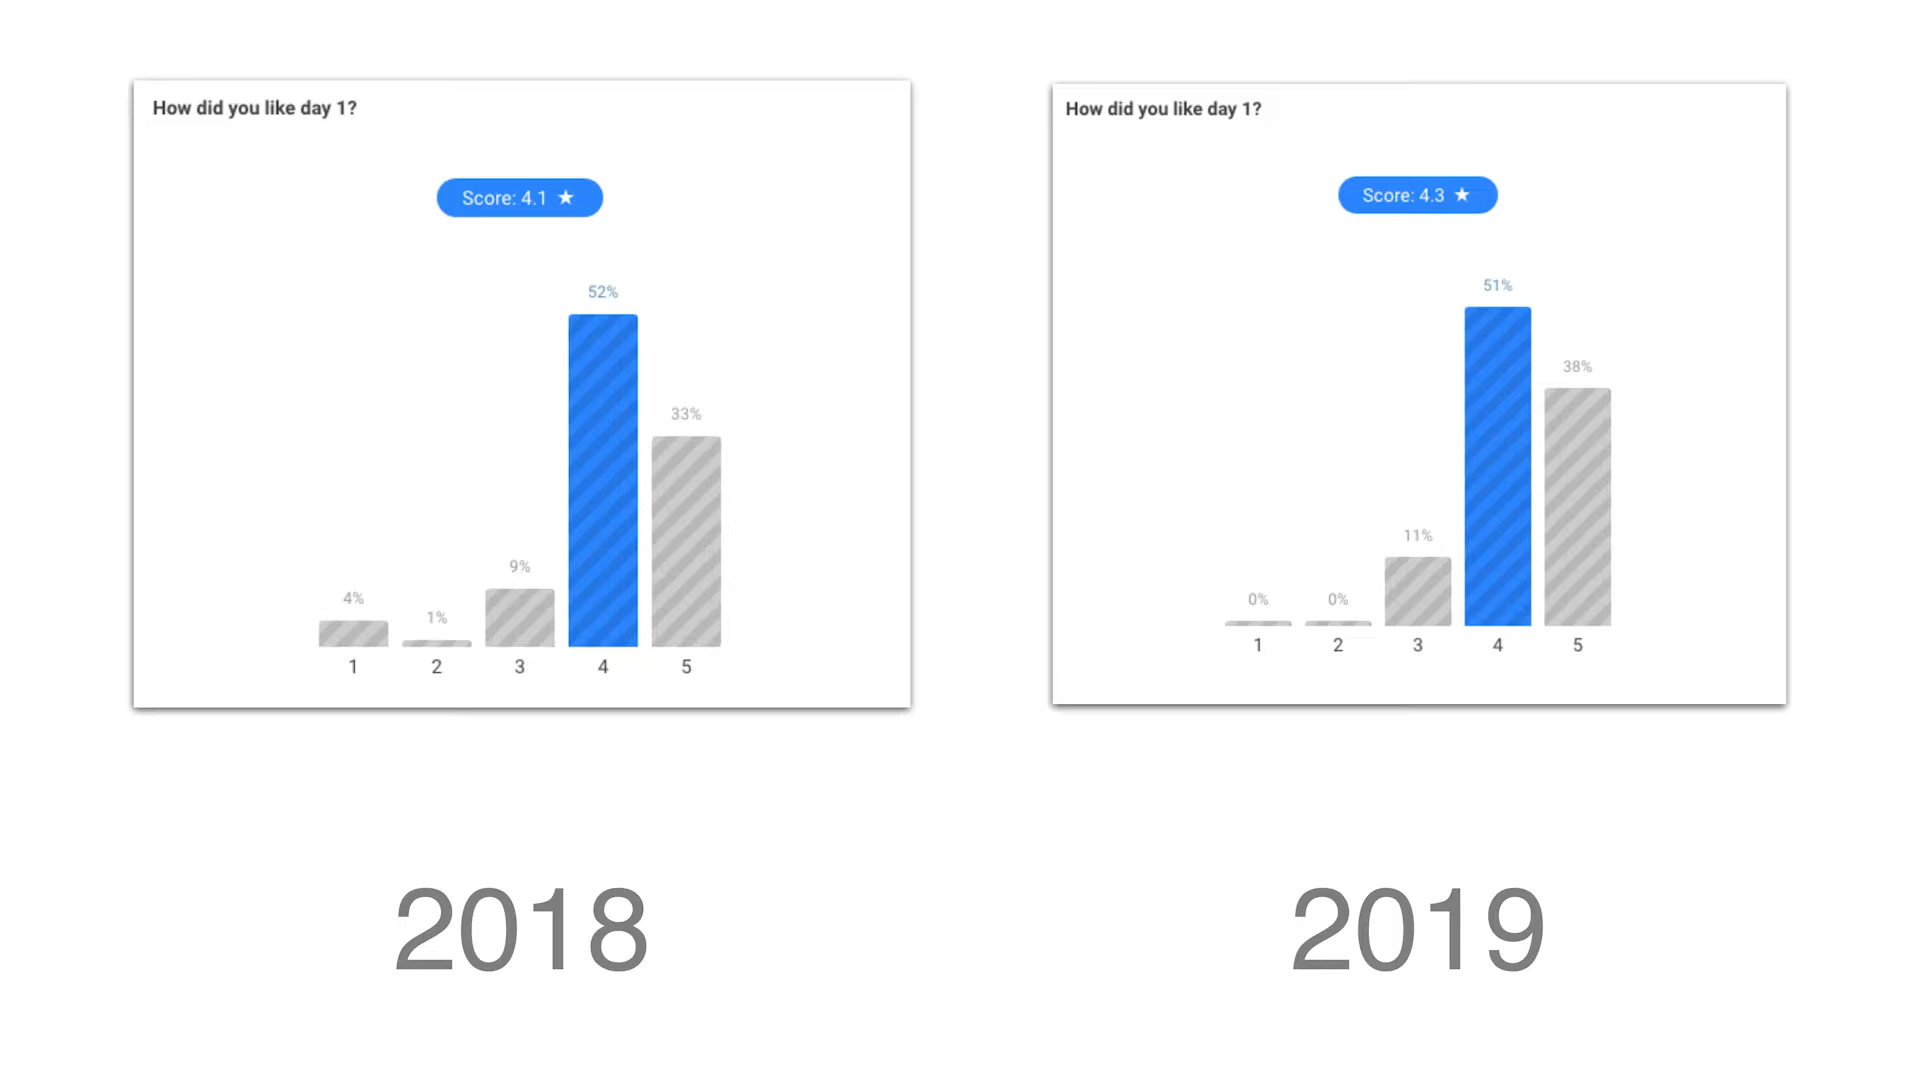 How did you like day 1?
Score: 4.1 ★
52%
33%
9%
4%
1%
1 2 3 4 5
2018
How did you like day 1?
Score: 4.3 ★
51%
38%
11%
0% 0%
1 2 3 4 5
2019